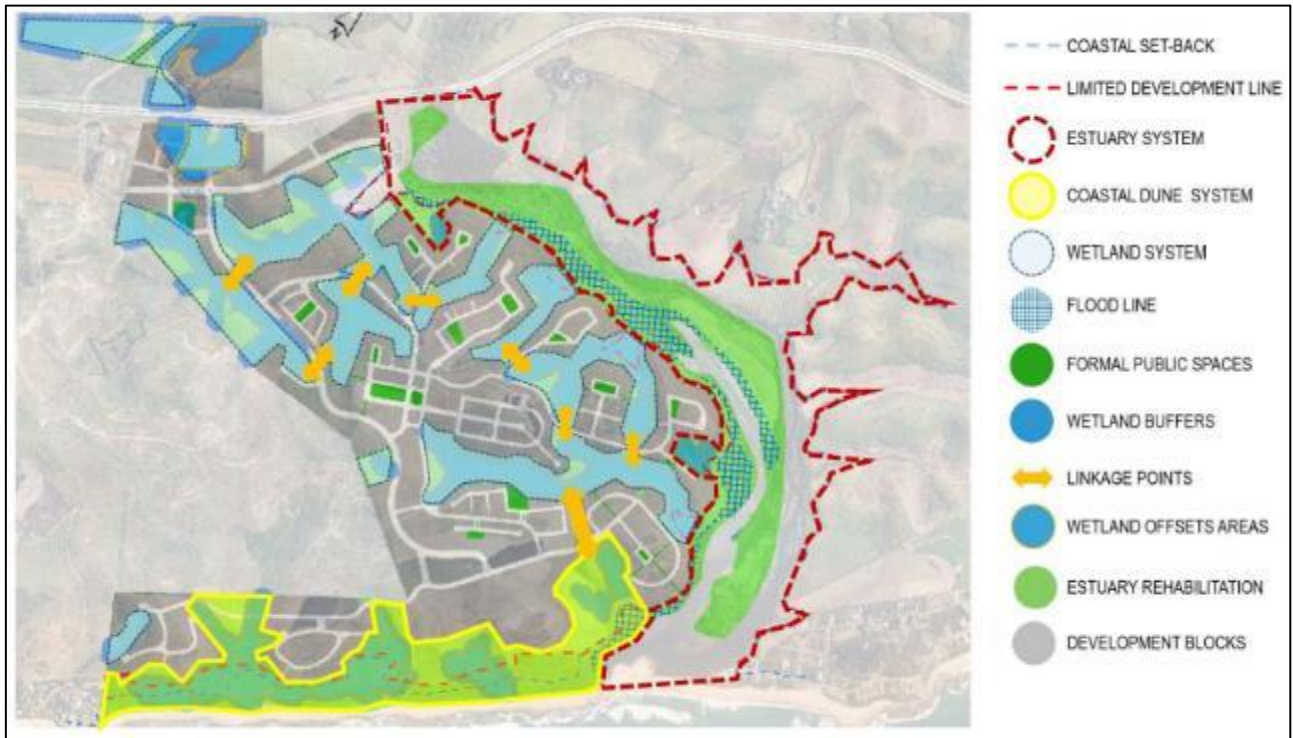 COASTAL SET-BACK
LIMITED DEVELOPMENT LINE
ESTUARY SYSTEM
COASTAL DUNE SYSTEM
WETLAND SYSTEM
FLOOD LINE
FORMAL PUBLIC SPACES
WETLAND BUFFERS
LINKAGE POINTS
WETLAND OFFSETS AREAS
ESTUARY REHABILITATION
DEVELOPMENT BLOCKS